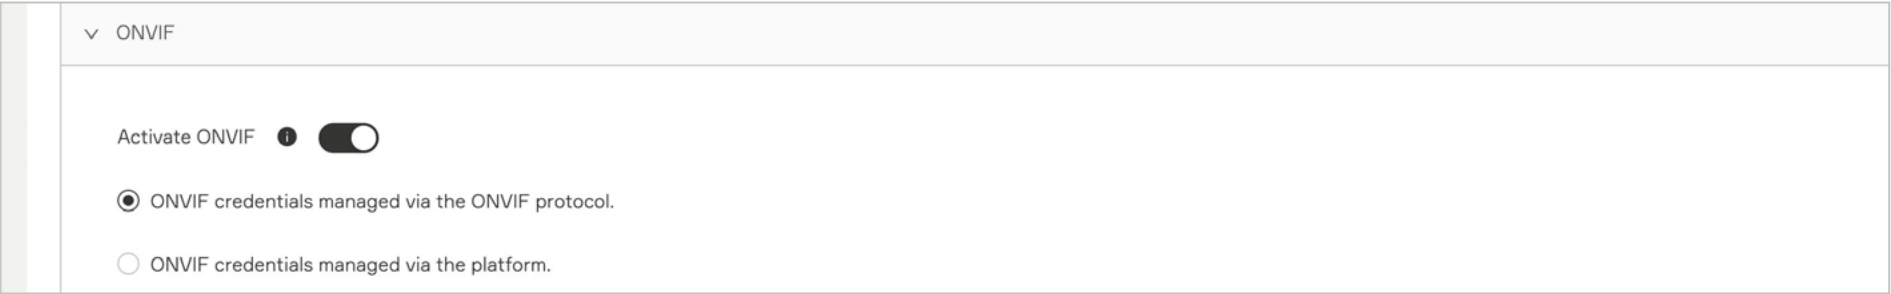 ONVIF
Activate ONVIF
ONVIF credentials managed via the ONVIF protocol.
ONVIF credentials managed via the platform.